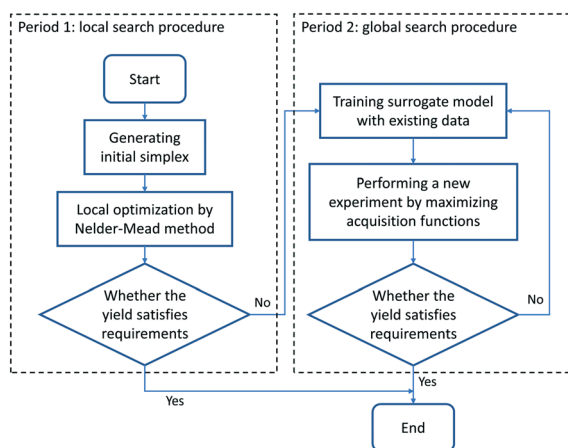 Period 1: local search procedure
Start
Generating
initial simplex
Local optimization by
Nelder-Mead method
Whether the
yield satisfies
requirements
No
Yes
Period 2: global search procedure
Training surrogate model
with existing data
Performing a new
experiment by maximizing
acquisition functions
Whether the
yield satisfies
requirements
No
Yes
End